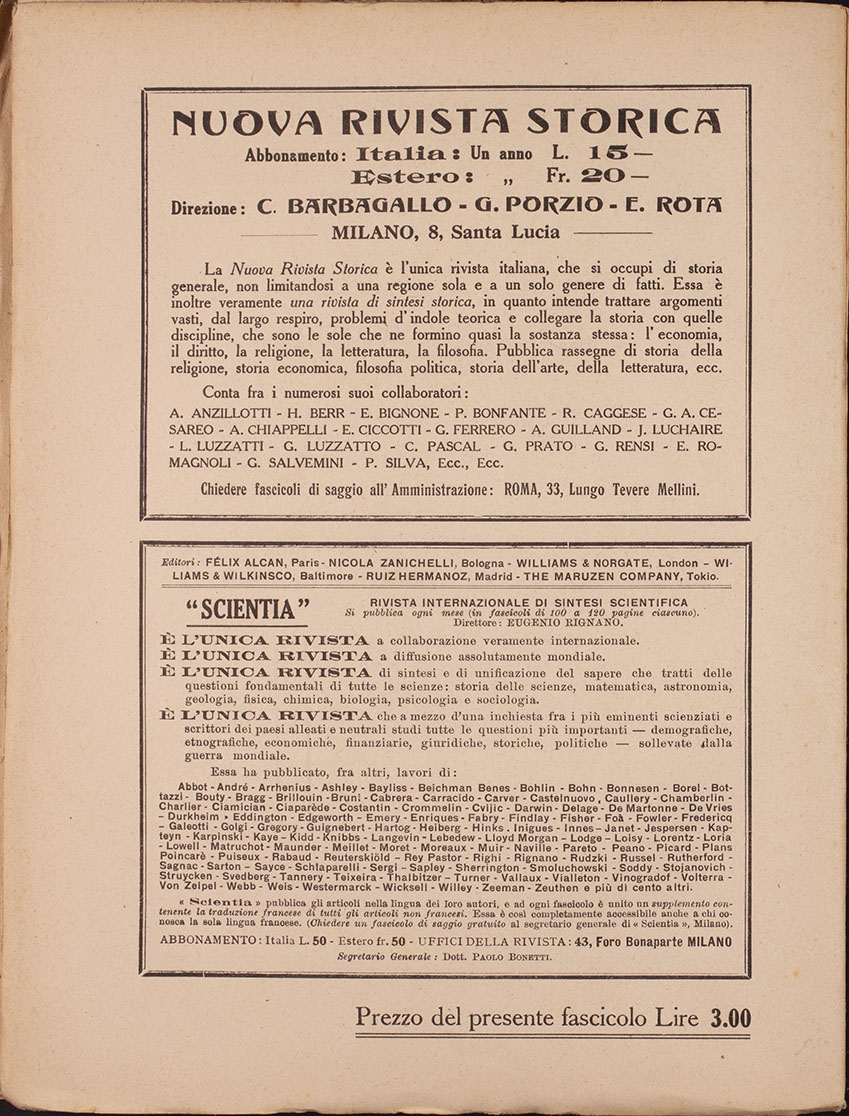 NUOVA RIVISTA STORICA
Abbonamento: Italia: Un anno L. 15 —
Estero: „ Fr. 20 —
Direzione: C. BARBAGALLO - G. PORZIO - E. ROTA
MILANO, 8, Santa Lucia
La Nuova Rivista Storica è l'unica rivista italiana, che si occupi di storia
generale, non limitandosi a una regione sola e a un solo genere di fatti. Essa è
inoltre veramente una rivista di sintesi storica, in quanto intende trattare argomenti
vasti, dal largo respiro, problemi d'indole teorica e collegare la storia con quelle
discipline, che sono le sole che ne formino quasi la sostanza stessa: l'economia,
il diritto, la religione, la letteratura, la filosofia. Pubblica rassegne di storia della
religione, storia economica, filosofia politica, storia dell'arte, della letteratura, ecc.
Conta fra i numerosi suoi collaboratori:
A. ANZILLOTTI - H. BERR - E. BIGNONE - P. BONFANTE - R. CAGGESE - G. A. CE-
SAREO - A. CHIAPPELLI - E. CICCOTTI - G. FERRERO - A. GUILLAND - J. LUCHAIRE
- L. LUZZATTI - G. LUZZATTO - C. PASCAL - G. PRATO - G. RENSI - E. RO-
MAGNOLI - G. SALVEMINI - P. SILVA, Ecc., Ecc.
Chiedere fascicoli di saggio all'Amministrazione: ROMA, 33, Lungo Tevere Mellini.
Editori: FÉLIX ALCAN, Paris - NICOLA ZANICHELLI, Bologna - WILLIAMS & NORGATE, London – WI-
LIAMS & WILKINSCO, Baltimore - RUIZ HERMANOZ, Madrid - THE MARUZEN COMPANY, Tokio.
"SCIENTIA"
RIVISTA INTERNAZIONALE DI SINTESI SCIENTIFICA
Si pubblica ogni mese (in fascicoli di 100 a 120 pagine ciascuno).
Direttore: EUGENIO RIGNANO.
È L'UNICA RIVISTA a collaborazione veramente internazionale.
È L'UNICA RIVISTA a diffusione assolutamente mondiale.
È L'UNICA RIVISTA di sintesi e di unificazione del sapere che tratti delle
questioni fondamentali di tutte le scienze: storia delle scienze, matematica, astronomia,
geologia, fisica, chimica, biologia, psicologia e sociologia.
È L'UNICA RIVISTA che a mezzo d'una inchiesta fra i più eminenti scienziati e
scrittori dei paesi alleati e neutrali studi tutte le questioni più importanti — demografiche,
etnografiche, economiche, finanziarie, giuridiche, storiche, politiche — sollevate dalla
guerra mondiale.
Essa ha pubblicato, fra altri, lavori di:
Abbot - André - Arrhenius - Ashley - Bayliss - Beichman Benes - Bohlin - Bohn - Bonnesen - Borel - Bot-
tazzi - Bouty - Bragg - Brillouin - Bruni - Cabrera - Carracido - Carver - Castelnuovo, Caullery - Chamberlin -
Charlier - Ciamician - Claparède - Costantin - Crommelin - Cvijic - Darwin - Delage - De Martonne - De Vries
- Durkheim • Eddington - Edgeworth - Emery - Enriques - Fabry - Findlay - Fisher - Foà - Fowler - Fredericq
- Galeotti - Golgi - Gregory - Guignebert - Hartog - Heiberg - Hinks . Inigues - Innes - Janet - Jespersen - Kap-
teyn - Karpinski - Kaye - Kidd - Knibbs - Langevin - Lebedew - Lloyd Morgan - Lodge - Loisy - Lorentz - Loria
- Lowell - Matruchot - Maunder - Meillet - Moret - Moreaux - Muir - Naville - Pareto - Peano - Picard - Plans
Poincarè - Puiseux - Rabaud - Reuterskiöld - Rey Pastor - Righi - Rignano - Rudzki - Russel - Rutherford -
Sagnac - Sarton - Sayce - Schlaparelli - Sergi - Sapley - Sherrington - Smoluchowski - Soddy - Stojanovich -
Struycken - Svedberg - Tannery - Teixeira - Thalbitzer - Turner - Vallaux - Vialleton - Vinogradof - Volterra -
Von Zeipel - Webb - Weis - Westermarck - Wicksell - Willey - Zeeman - Zeuthen e più di cento altri.
« Scientia » pubblica gli articoli nella lingua dei loro autori, e ad ogni fascicolo è unito un supplemento con-
tenente la traduzione francese di tutti gli articoli non francesi. Essa è così completamente accessibile anche a chi co-
nosca la sola lingua francese. (Chiedere un fascicolo di saggio gratuito al segretario generale di « Scientia », Milano).
ABBONAMENTO: Italia L. 50 - Estero fr. 50 - UFFICI DELLA RIVISTA: 43, Foro Bonaparte MILANO
Segretario Generale: Dott. PAOLO BONETTI.
Prezzo del presente fascicolo Lire 3.00